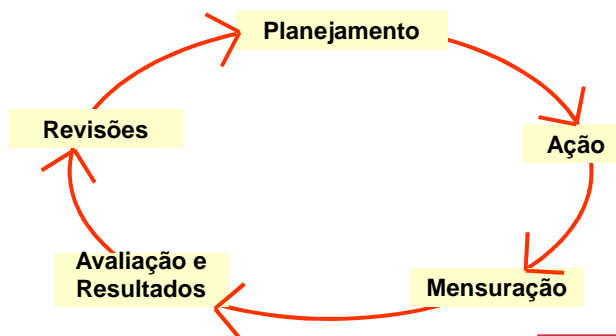 Planejamento
Ação
Mensuração
Avaliação e
Resultados
Revisões